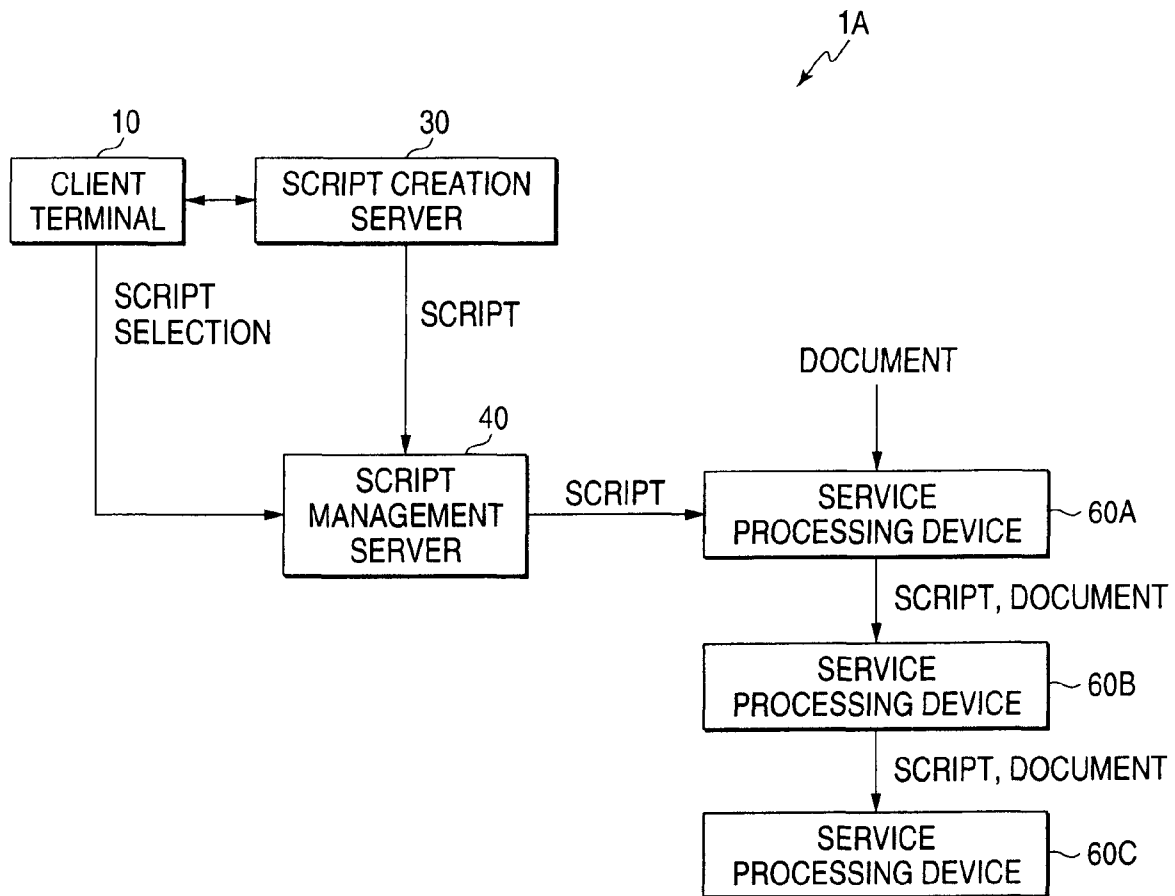 1A
10
30
CLIENT
TERMINAL
SCRIPT CREATION
SERVER
SCRIPT
SELECTION
SCRIPT
DOCUMENT
40
SCRIPT
MANAGEMENT
SERVER
SCRIPT
SERVICE
PROCESSING DEVICE
60A
SCRIPT, DOCUMENT
SERVICE
PROCESSING DEVICE
60B
SCRIPT, DOCUMENT
SERVICE
PROCESSING DEVICE
60C